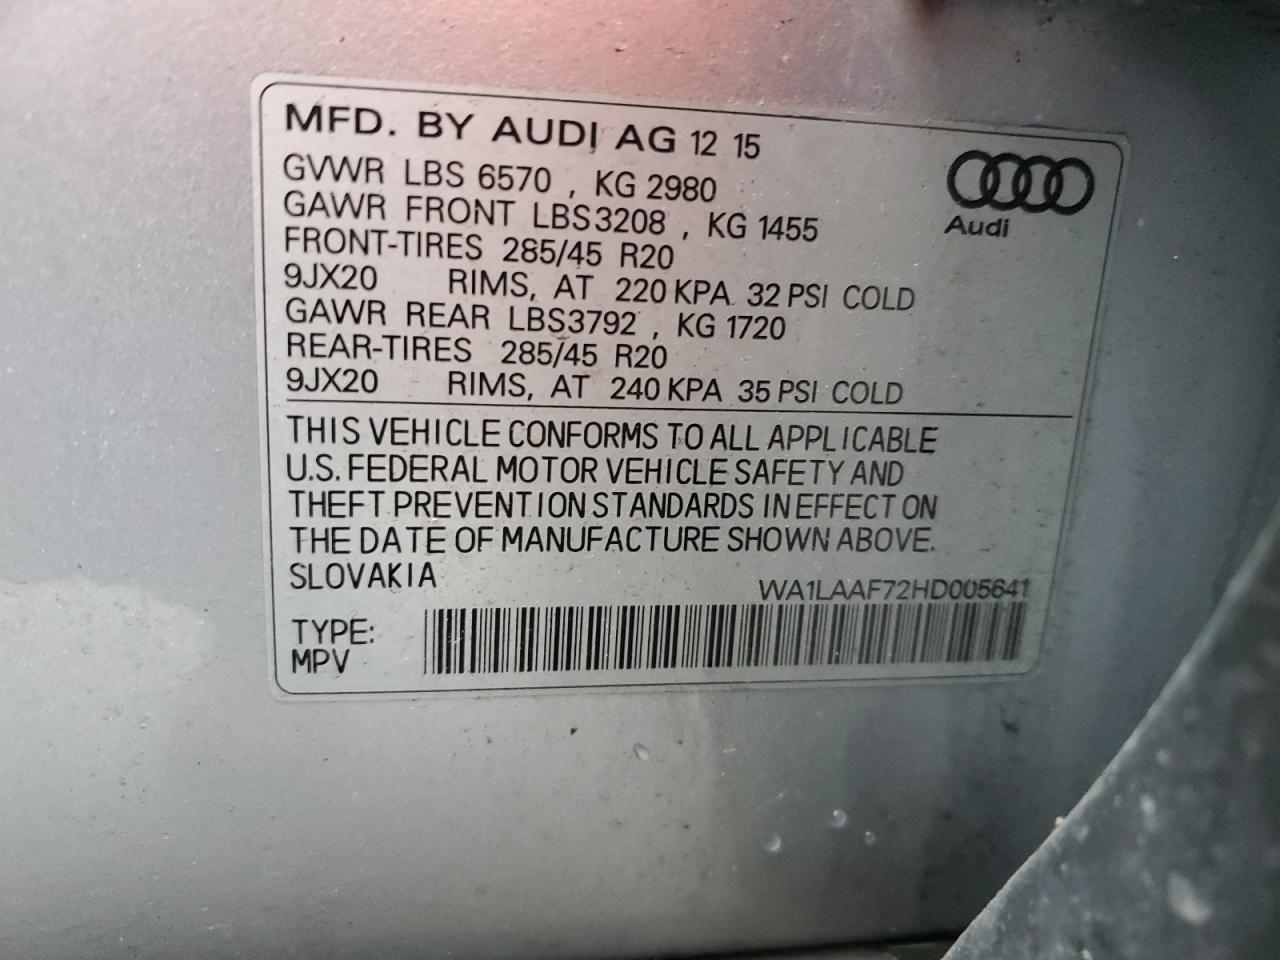 MFD. BY AUDI AG 12 15
GVWR LBS 6570 , KG 2980
GAWR FRONT LBS3208 , KG 1455
FRONT-TIRES 285/45 R20
9JX20 RIMS, AT 220 KPA 32 PSI COLD
GAWR REAR LBS3792 , KG 1720
REAR-TIRES 285/45 R20
9JX20 RIMS, AT 240 KPA 35 PSI COLD
Audi
THIS VEHICLE CONFORMS TO ALL APPLICABLE
U.S. FEDERAL MOTOR VEHICLE SAFETY AND
THEFT PREVENTION STANDARDS IN EFFECT ON
THE DATE OF MANUFACTURE SHOWN ABOVE.
SLOVAKIA
WA1LAAF72HD005641
TYPE:
MPV